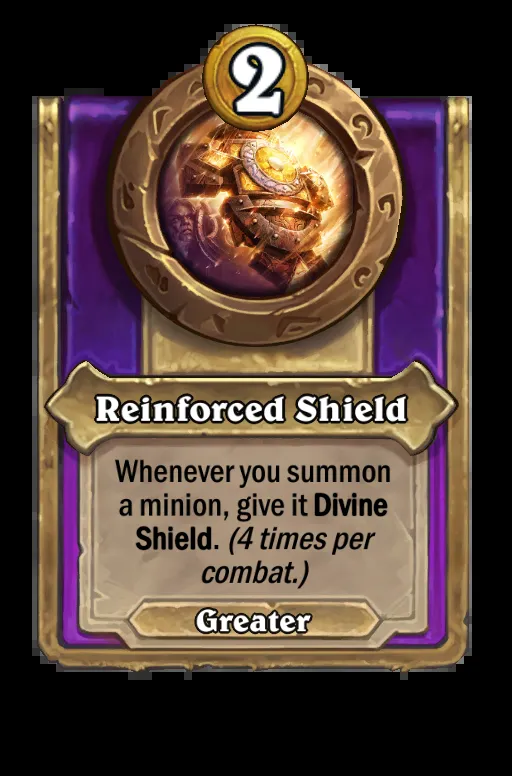 2
Reinforced Shield
Whenever you summon
a minion, give it Divine
Shield. (4 times per
combat.)
Greater